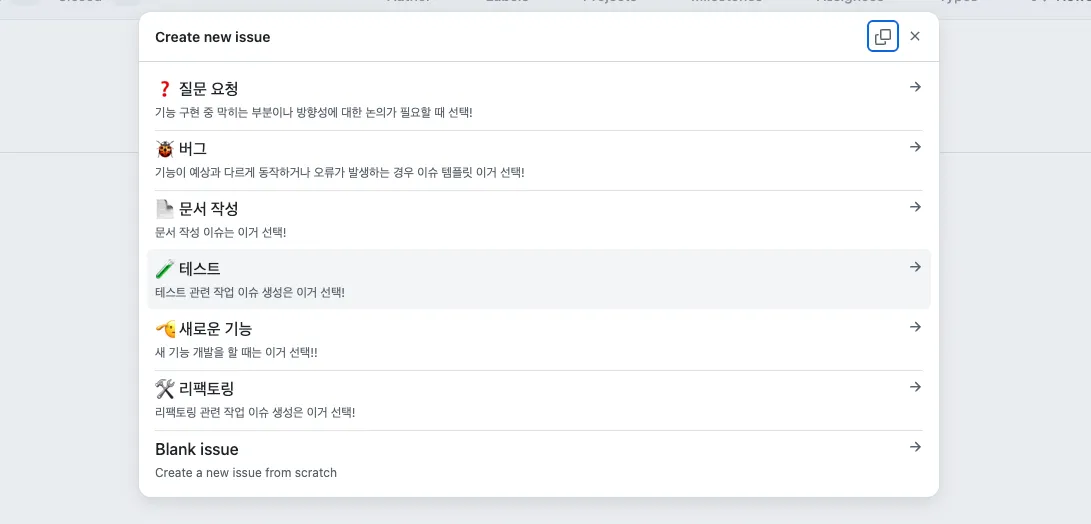 Create new issue
❓ 질문 요청
기능 구현 중 막히는 부분이나 방향성에 대한 논의가 필요할 때 선택!
🐞 버그
기능이 예상과 다르게 동작하거나 오류가 발생하는 경우 이슈 템플릿 이거 선택!
📄 문서 작성
문서 작성 이슈는 이거 선택!
🧪 테스트
테스트 관련 작업 이슈 생성은 이거 선택!
새로운 기능
새 기능 개발을 할 때는 이거 선택!!
🛠 리팩토링
리팩토링 관련 작업 이슈 생성은 이거 선택!
Blank issue
Create a new issue from scratch